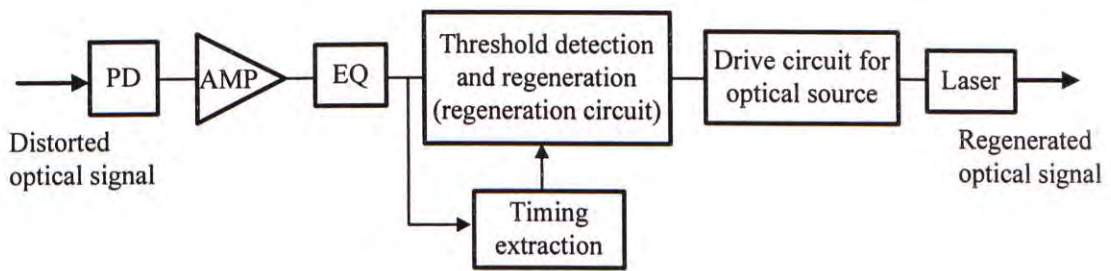 PD
AMP
EQ
Threshold detection
and regeneration
(regeneration circuit)
Drive circuit for
optical source
Laser
Distorted
optical signal
Regenerated
optical signal
Timing
extraction